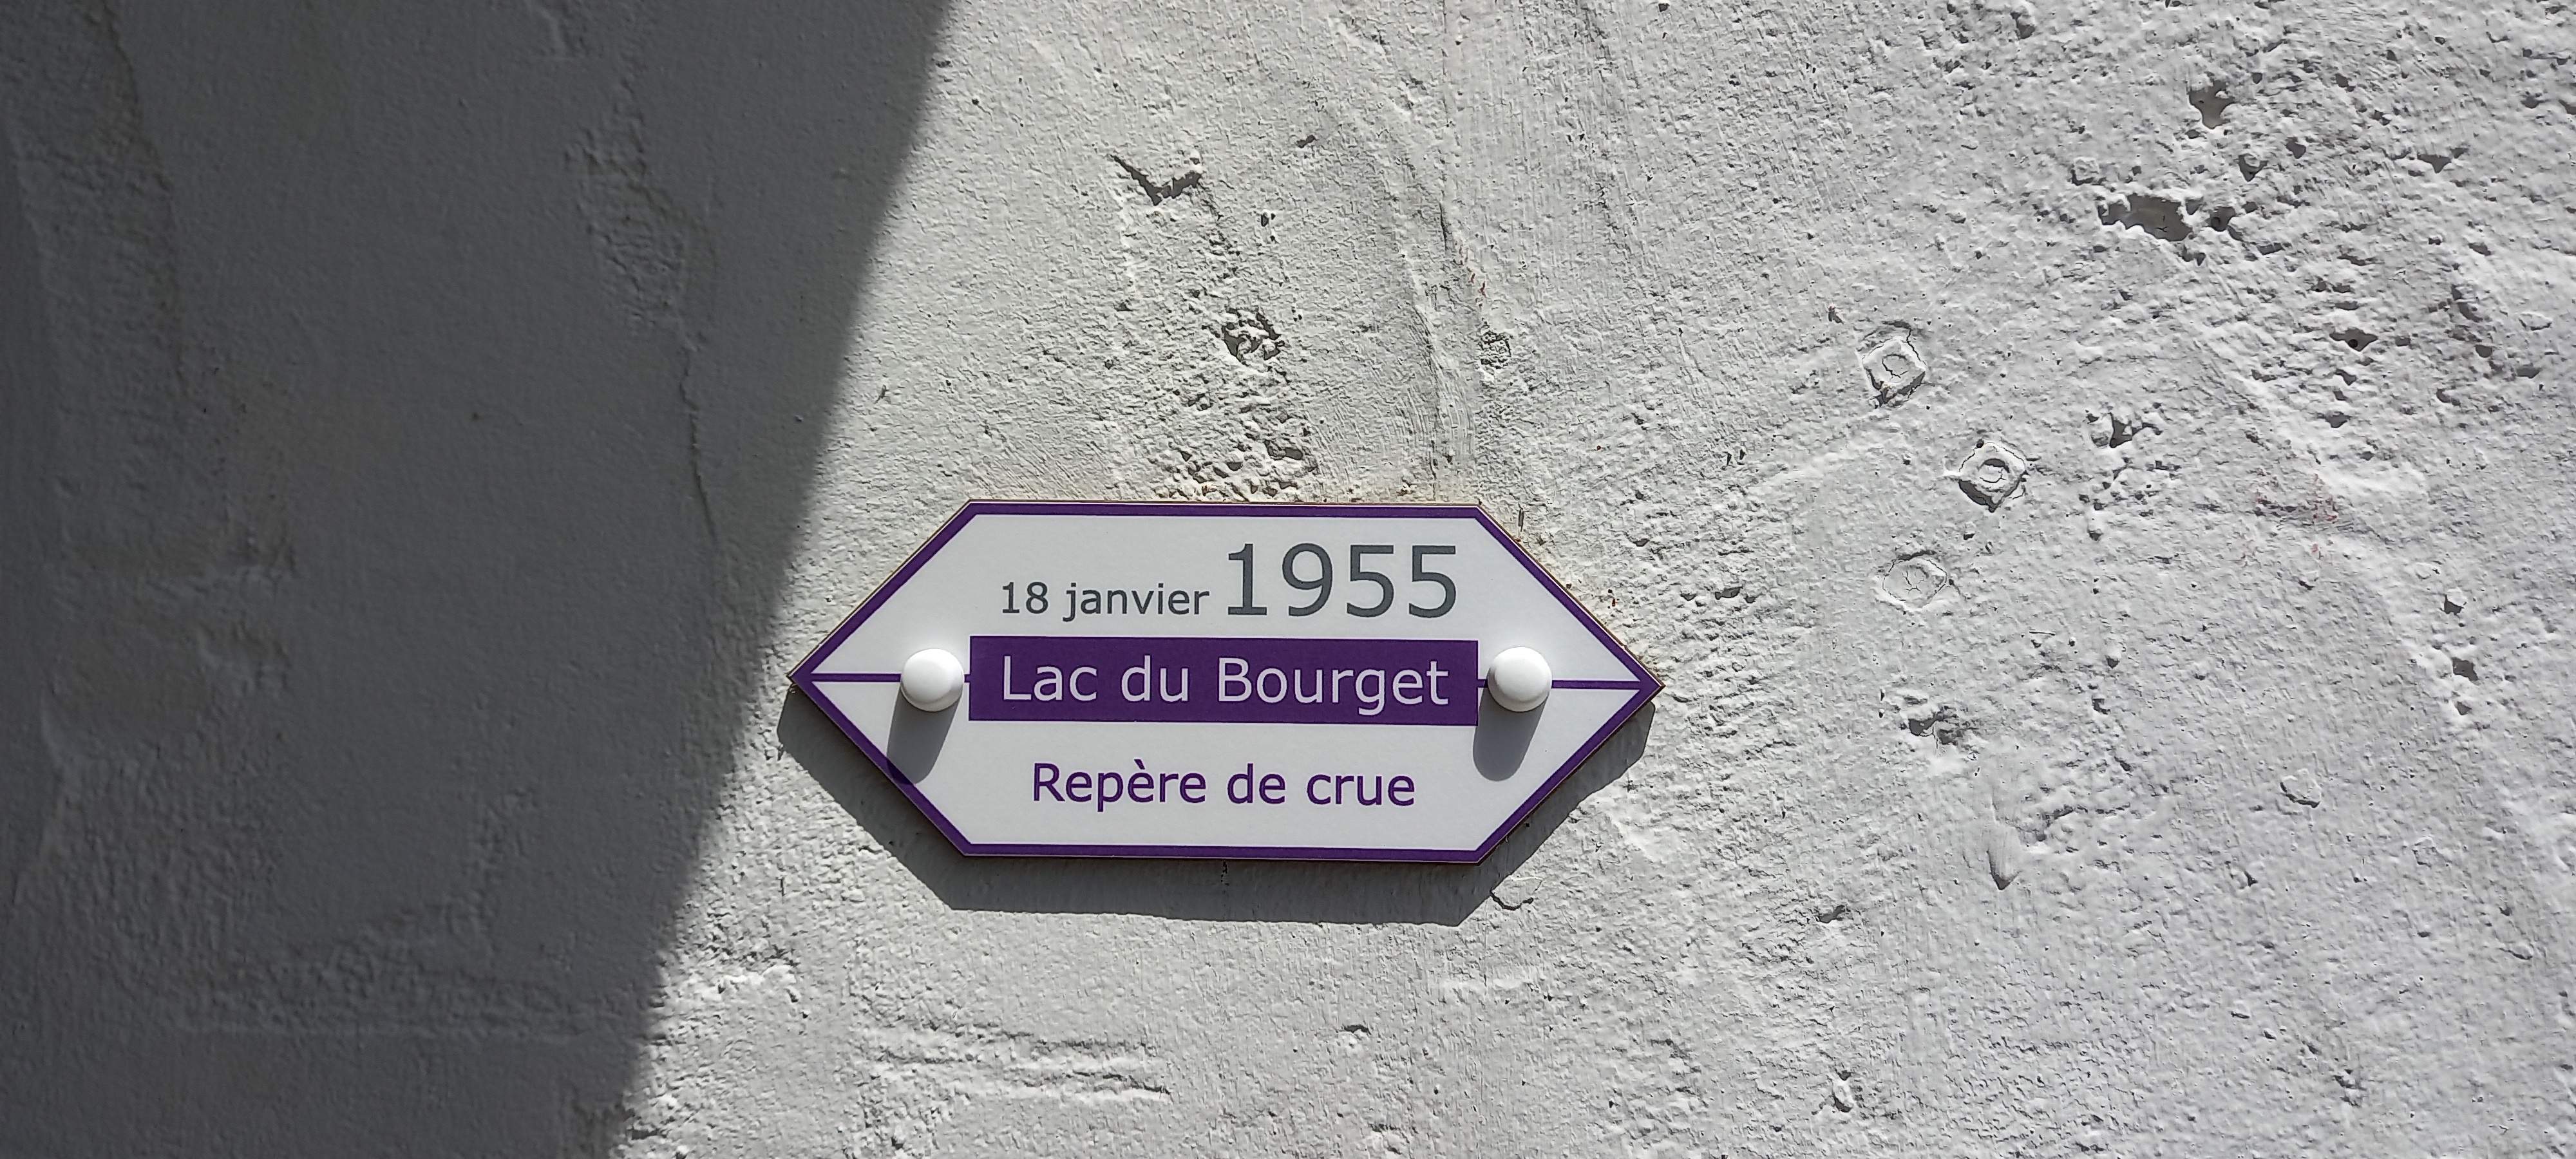 18 janvier 1955
Lac du Bourget
Repère de crue